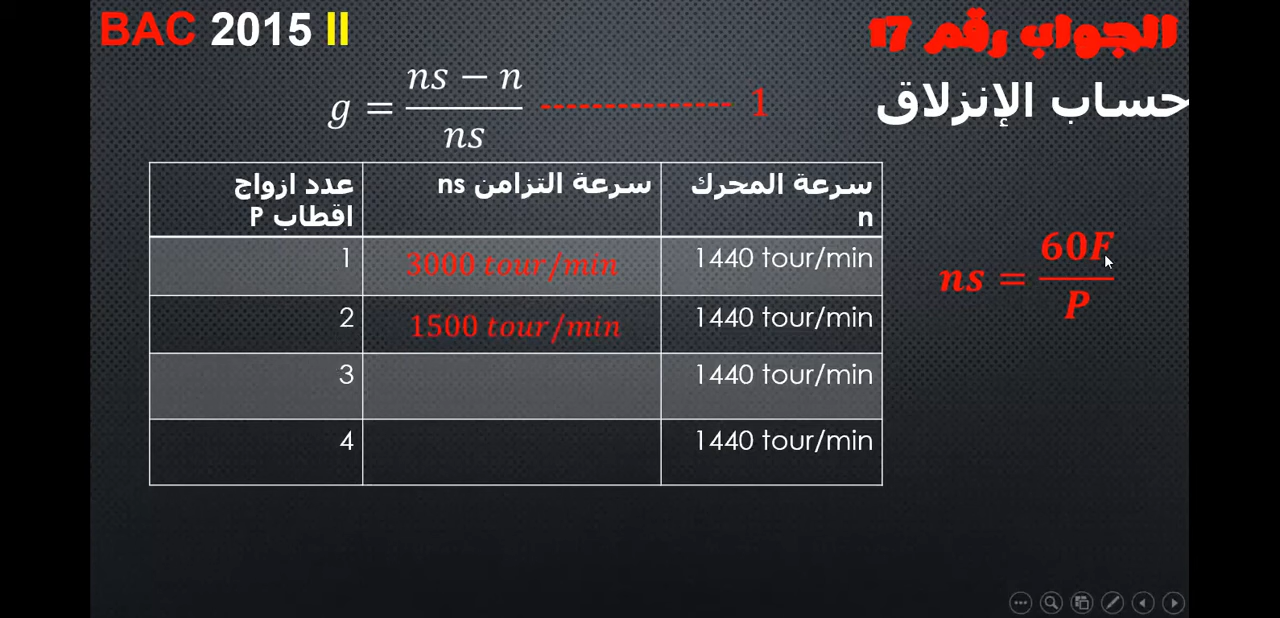 BAC 2015 II
الجواب رقم 17
حساب الإنزلاق
g = (ns − n) / ns ------------------ 1
عدد ازواج اقطاب P | سرعة التزامن ns | سرعة المحرك n
1 | 3000 tour/min | 1440 tour/min
2 | 1500 tour/min | 1440 tour/min
3 | | 1440 tour/min
4 | | 1440 tour/min
ns = 60F / P